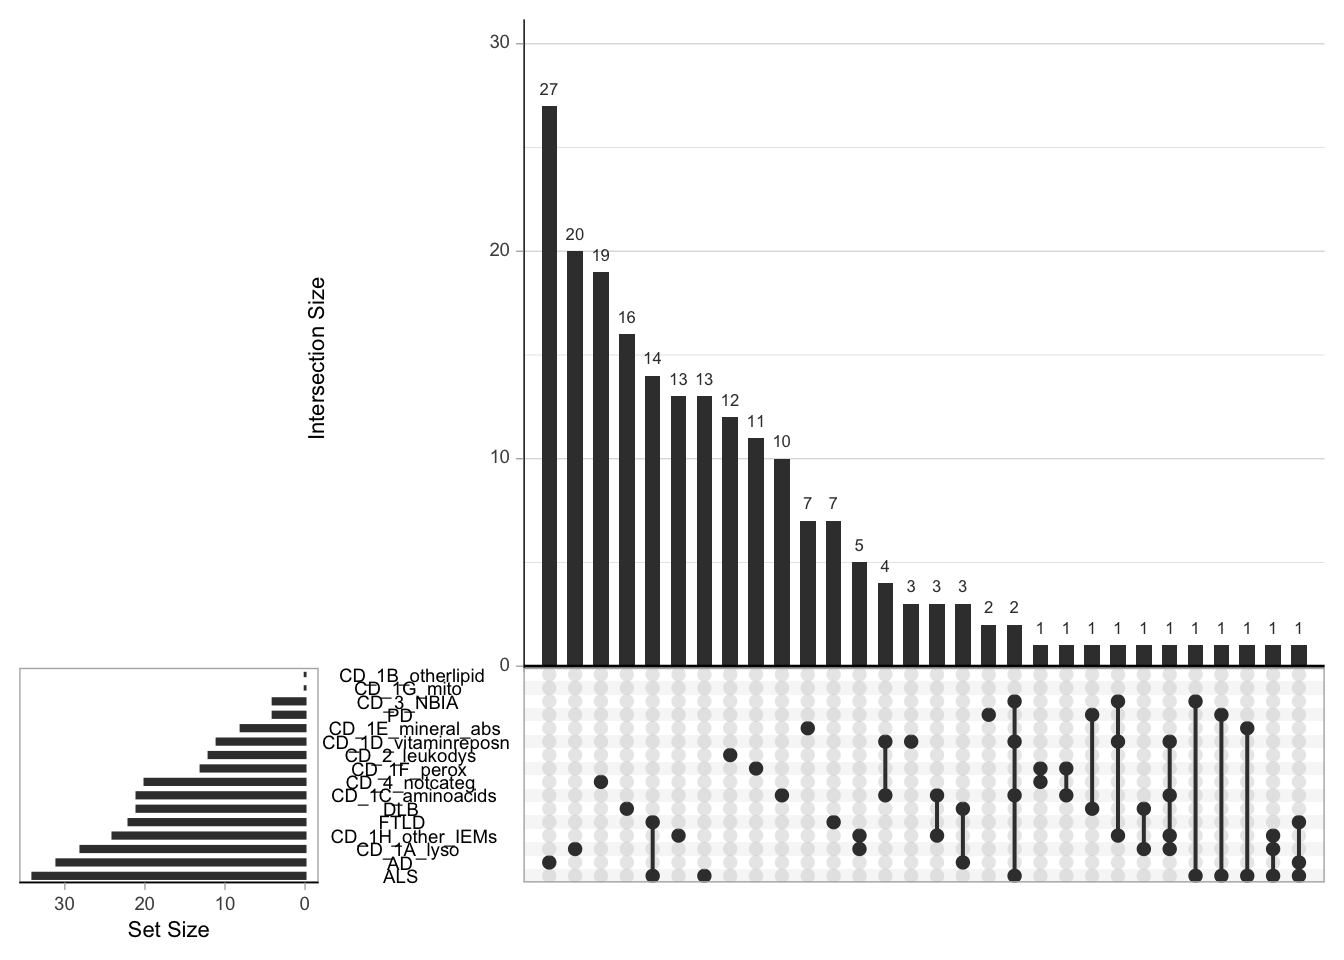 30
27
20
20
19
16
14
13 13
12
11
10
10
7 7
5
4
3 3 3
2 2
1 1 1 1 1 1 1 1 1 1 1
0
Intersection Size
CD_1B_otherlipid
CD_1G_mito
CD_3_NBIA
PD
CD_1E_mineral_abs
CD_1D_vitaminreposn
CD_2_leukodys
CD_1F_perox
CD_4_notcateg
CD_1C_aminoacids
DLB
FTLD
CD_1H_other_IEMs
CD_1A_lyso
AD
ALS
30 20 10 0
Set Size